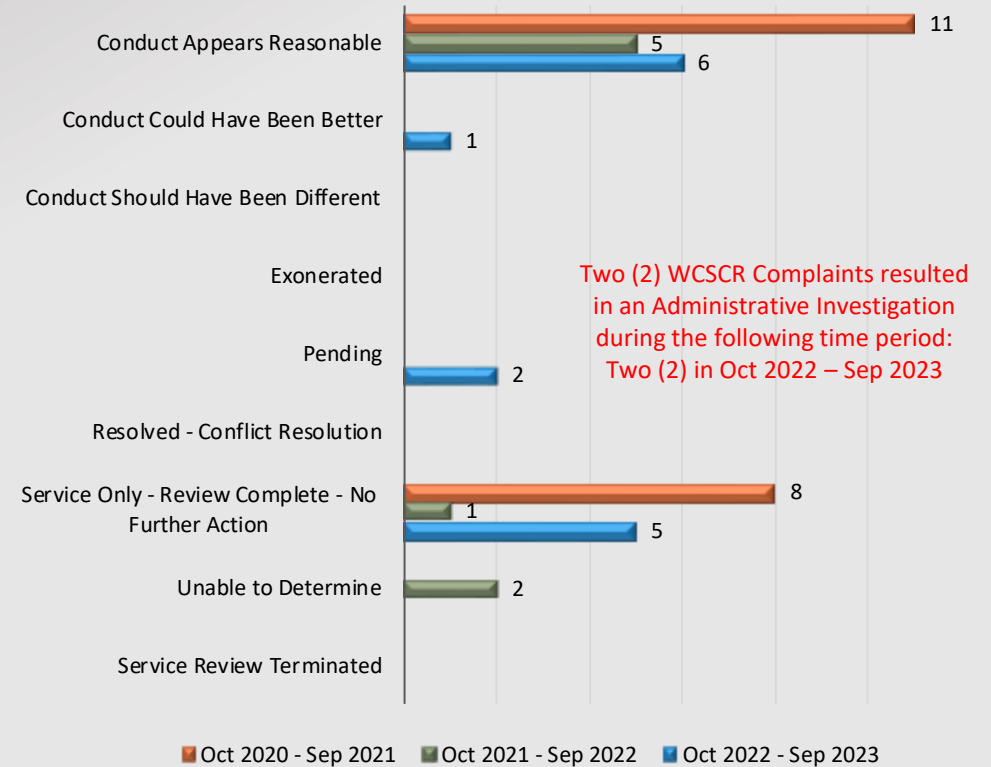 Conduct Appears Reasonable
11
5
6
Conduct Could Have Been Better
1
Conduct Should Have Been Different
Exonerated
Two (2) WCSCR Complaints resulted
in an Administrative Investigation
during the following time period:
Two (2) in Oct 2022 – Sep 2023
Pending
2
Resolved - Conflict Resolution
Service Only - Review Complete - No
Further Action
8
1
5
Unable to Determine
2
Service Review Terminated
Oct 2020 - Sep 2021 Oct 2021 - Sep 2022 Oct 2022 - Sep 2023